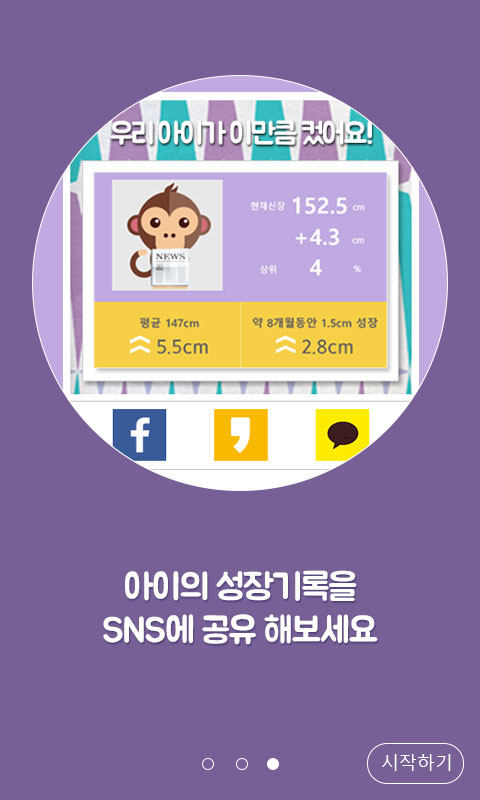 우리 아이가 이만큼 컸어요!
현재신장 152.5 cm
+4.3 cm
상위 4 %
NEWS
평균 147cm
5.5cm
약 8개월동안 1.5cm 성장
2.8cm
아이의 성장기록을
SNS에 공유 해보세요
시작하기